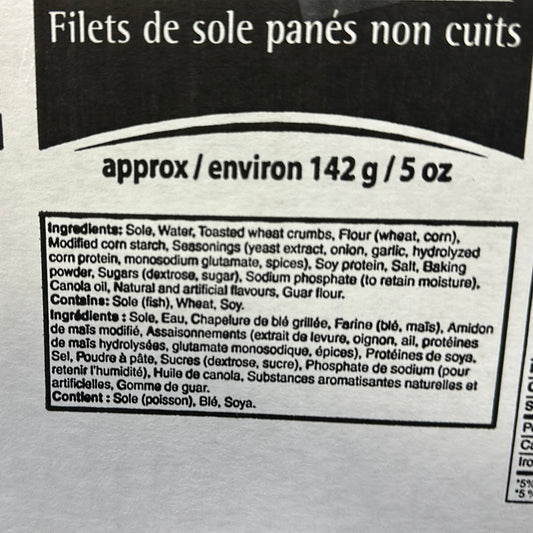 Filets de sole panés non cuits
approx / environ 142 g / 5 oz
Ingredients: Sole, Water, Toasted wheat crumbs, Flour (wheat, corn),
Modified corn starch, Seasonings (yeast extract, onion, garlic, hydrolyzed
corn protein, monosodium glutamate, spices), Soy protein, Salt, Baking
powder, Sugars (dextrose, sugar), Sodium phosphate (to retain moisture),
Canola oil, Natural and artificial flavours, Guar flour.
Contains: Sole (fish), Wheat, Soy.
Ingrédients : Sole, Eau, Chapelure de blé grillée, Farine (blé, maïs), Amidon
de maïs modifié, Assaisonnements (extrait de levure, oignon, ail, protéines
de maïs hydrolysées, glutamate monosodique, épices), Protéines de soya,
Sel, Poudre à pâte, Sucres (dextrose, sucre), Phosphate de sodium (pour
retenir l'humidité), Huile de canola, Substances aromatisantes naturelles et
artificielles, Gomme de guar.
Contient : Sole (poisson), Blé, Soya.
*5%
*5 %